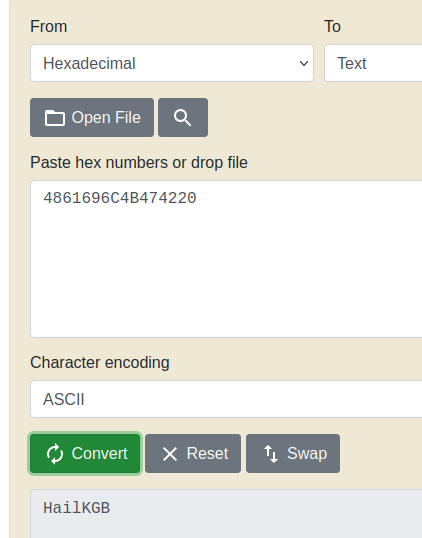 From To
Hexadecimal Text
Open File
Paste hex numbers or drop file
4861696C4B474220
Character encoding
ASCII
Convert Reset Swap
HailKGB